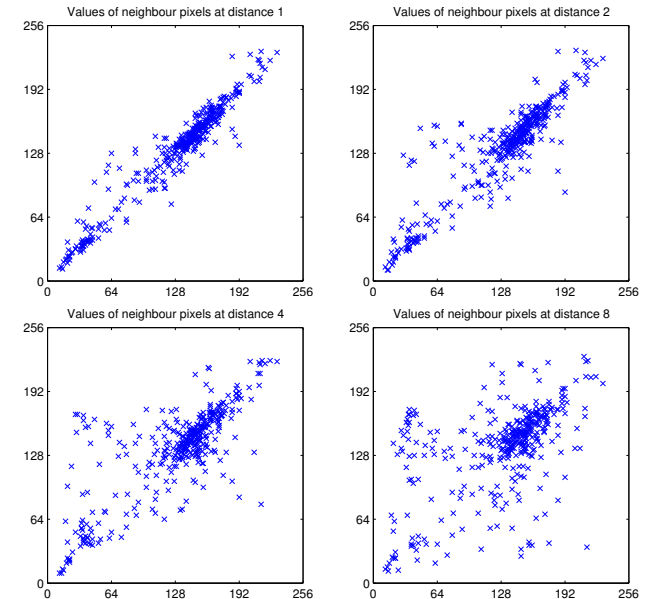 Values of neighbour pixels at distance 1
256
192
128
64
0
0 64 128 192 256
Values of neighbour pixels at distance 2
256
192
128
64
0
0 64 128 192 256
Values of neighbour pixels at distance 4
256
192
128
64
0
0 64 128 192 256
Values of neighbour pixels at distance 8
256
192
128
64
0
0 64 128 192 256